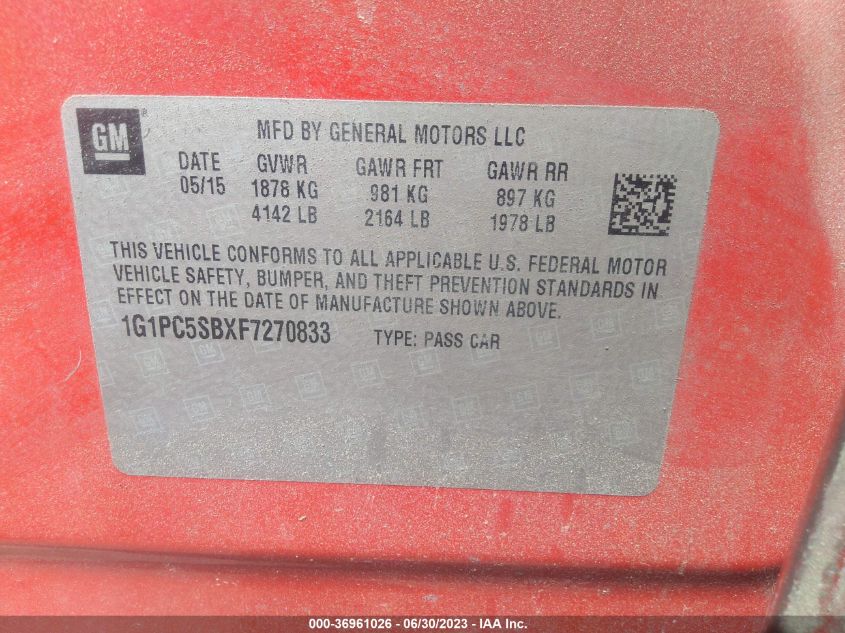 GM ®
MFD BY GENERAL MOTORS LLC
DATE GVWR GAWR FRT GAWR RR
05/15 1878 KG 981 KG 897 KG
4142 LB 2164 LB 1978 LB
THIS VEHICLE CONFORMS TO ALL APPLICABLE U.S. FEDERAL MOTOR
VEHICLE SAFETY, BUMPER, AND THEFT PREVENTION STANDARDS IN
EFFECT ON THE DATE OF MANUFACTURE SHOWN ABOVE.
1G1PC5SBXF7270833 TYPE: PASS CAR
000-36961026 - 06/30/2023 - IAA Inc.